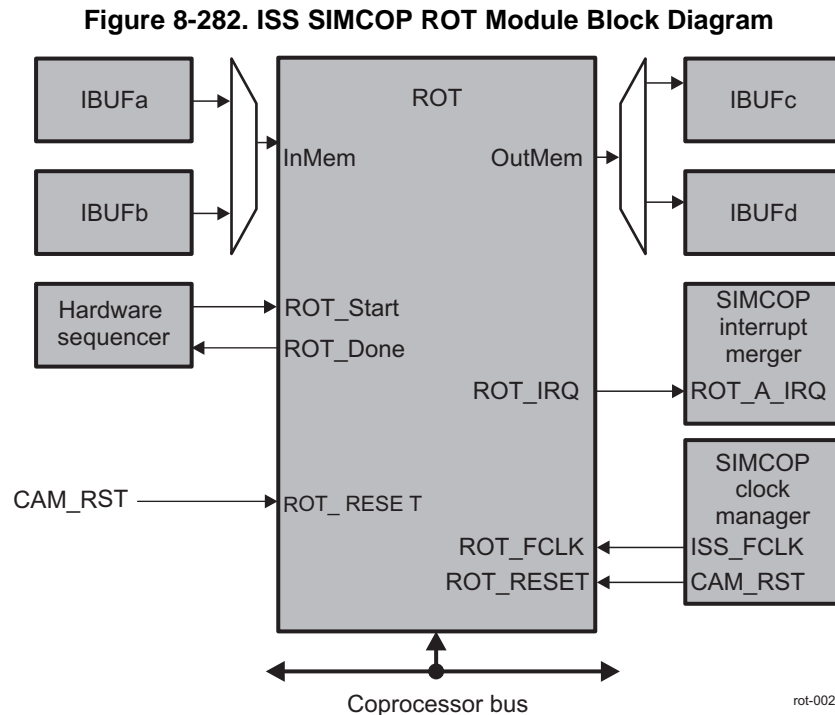 Figure 8-282. ISS SIMCOP ROT Module Block Diagram
IBUFa
ROT
IBUFc
InMem
OutMem
IBUFb
IBUFd
Hardware
sequencer
ROT_Start
ROT_Done
SIMCOP
interrupt
merger
ROT_IRQ
ROT_A_IRQ
CAM_RST
ROT_ RESE T
SIMCOP
clock
manager
ROT_FCLK
ISS_FCLK
ROT_RESET
CAM_RST
Coprocessor bus
rot-002